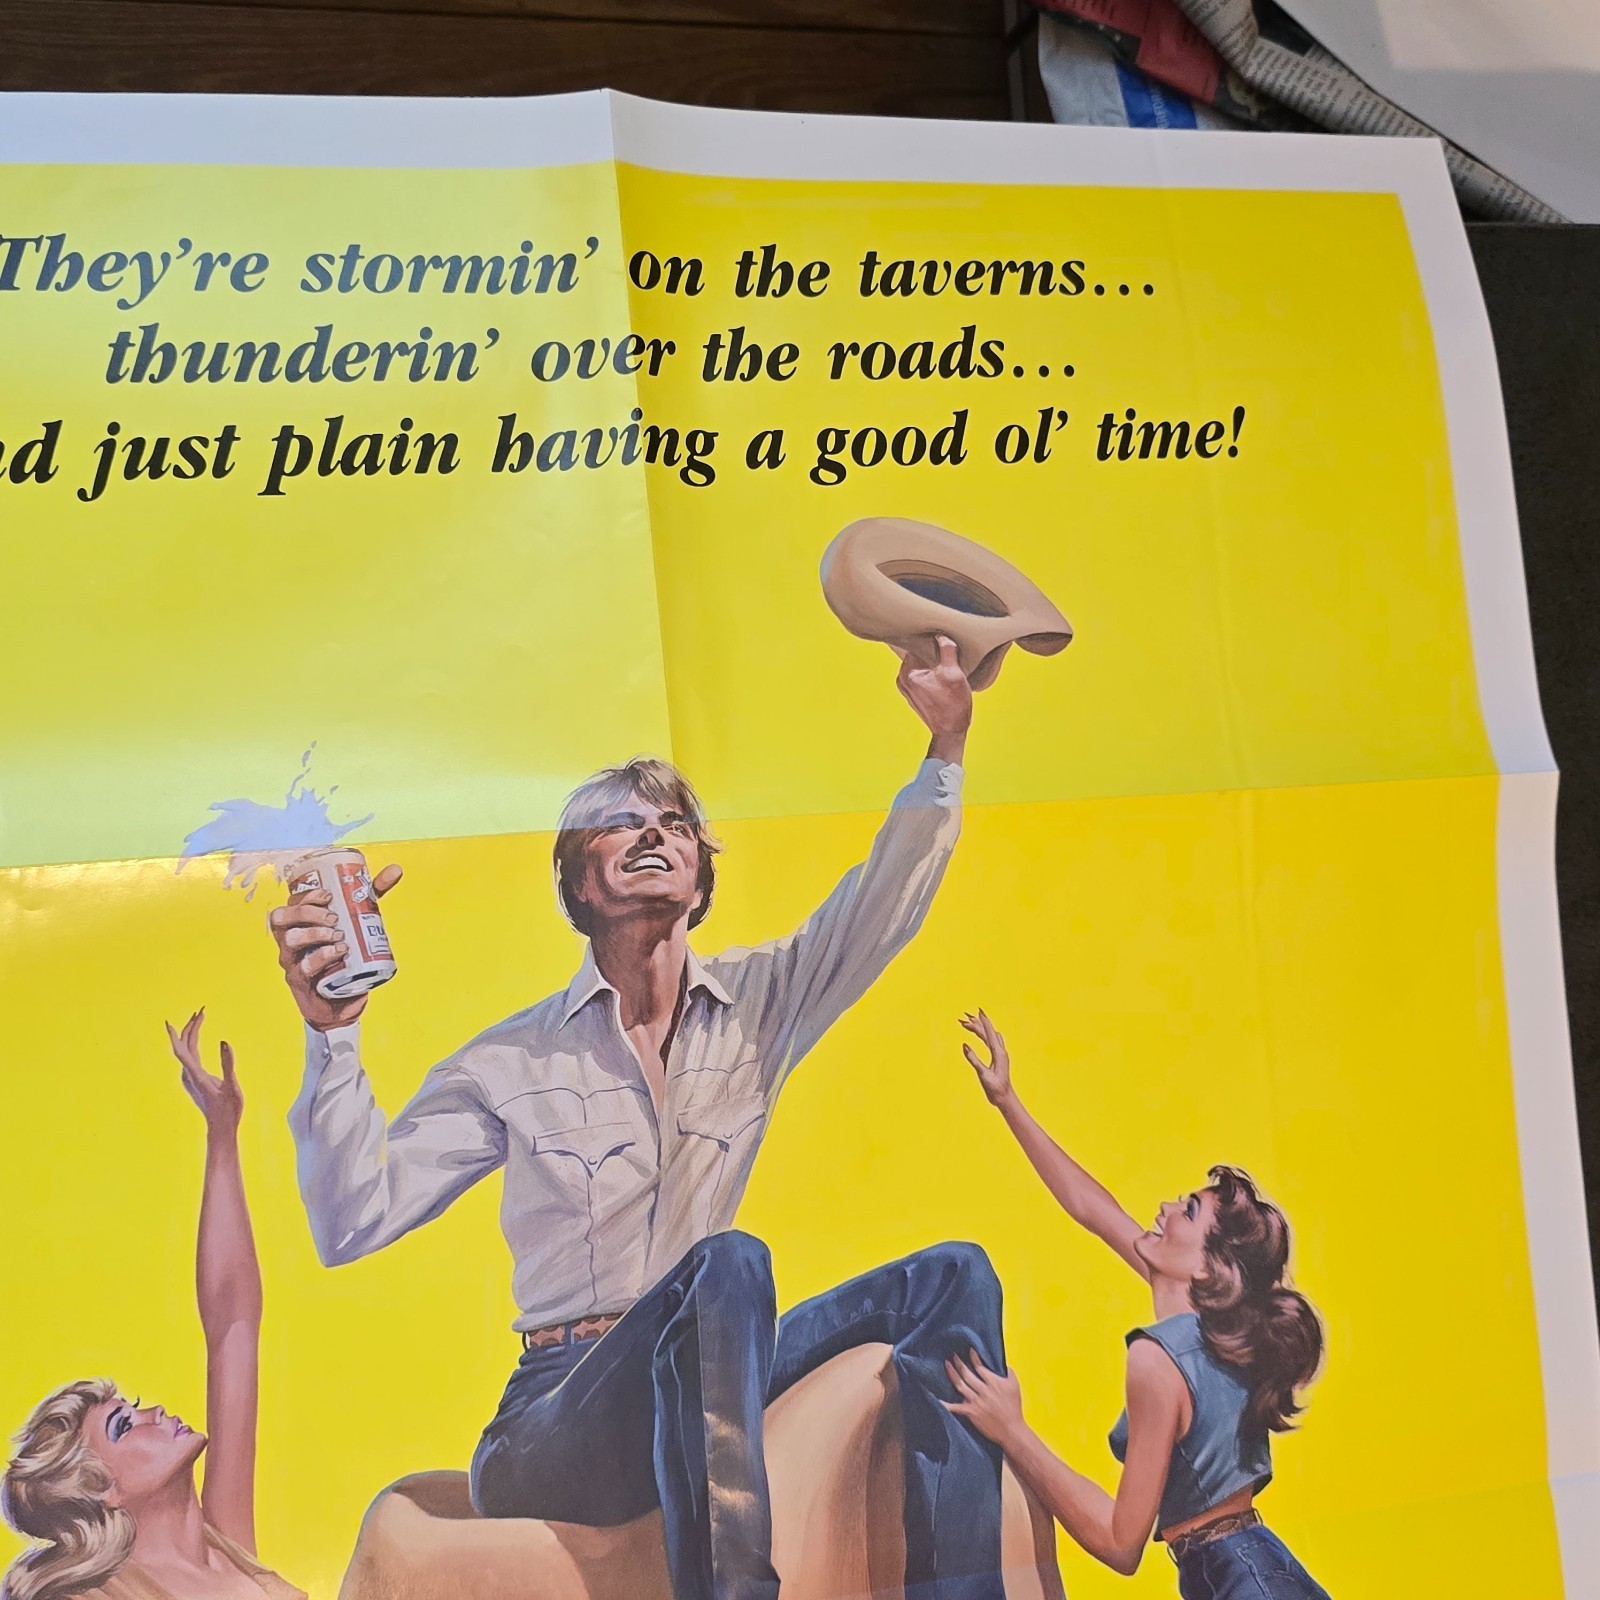 They're stormin' on the taverns...
thunderin' over the roads...
just plain having a good ol' time!